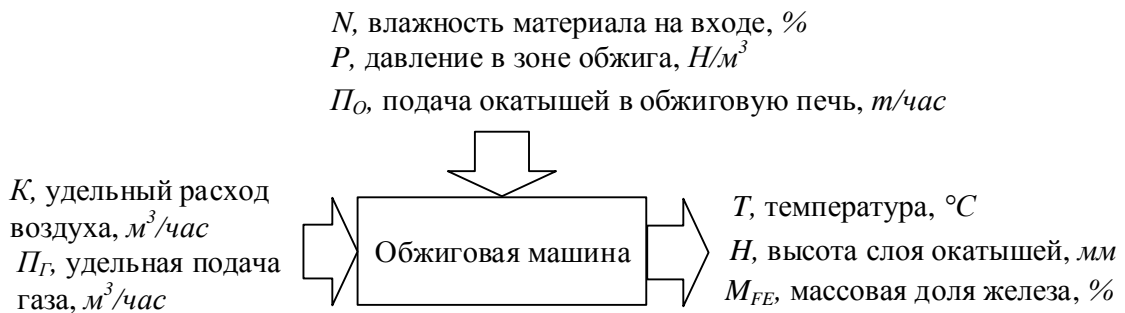 N, влажность материала на входе, %
P, давление в зоне обжига, Н/м³
П_О, подача окатышей в обжиговую печь, т/час
К, удельный расход
воздуха, м³/час
П_Г, удельная подача
газа, м³/час
Обжиговая машина
T, температура, °C
H, высота слоя окатышей, мм
M_FE, массовая доля железа, %